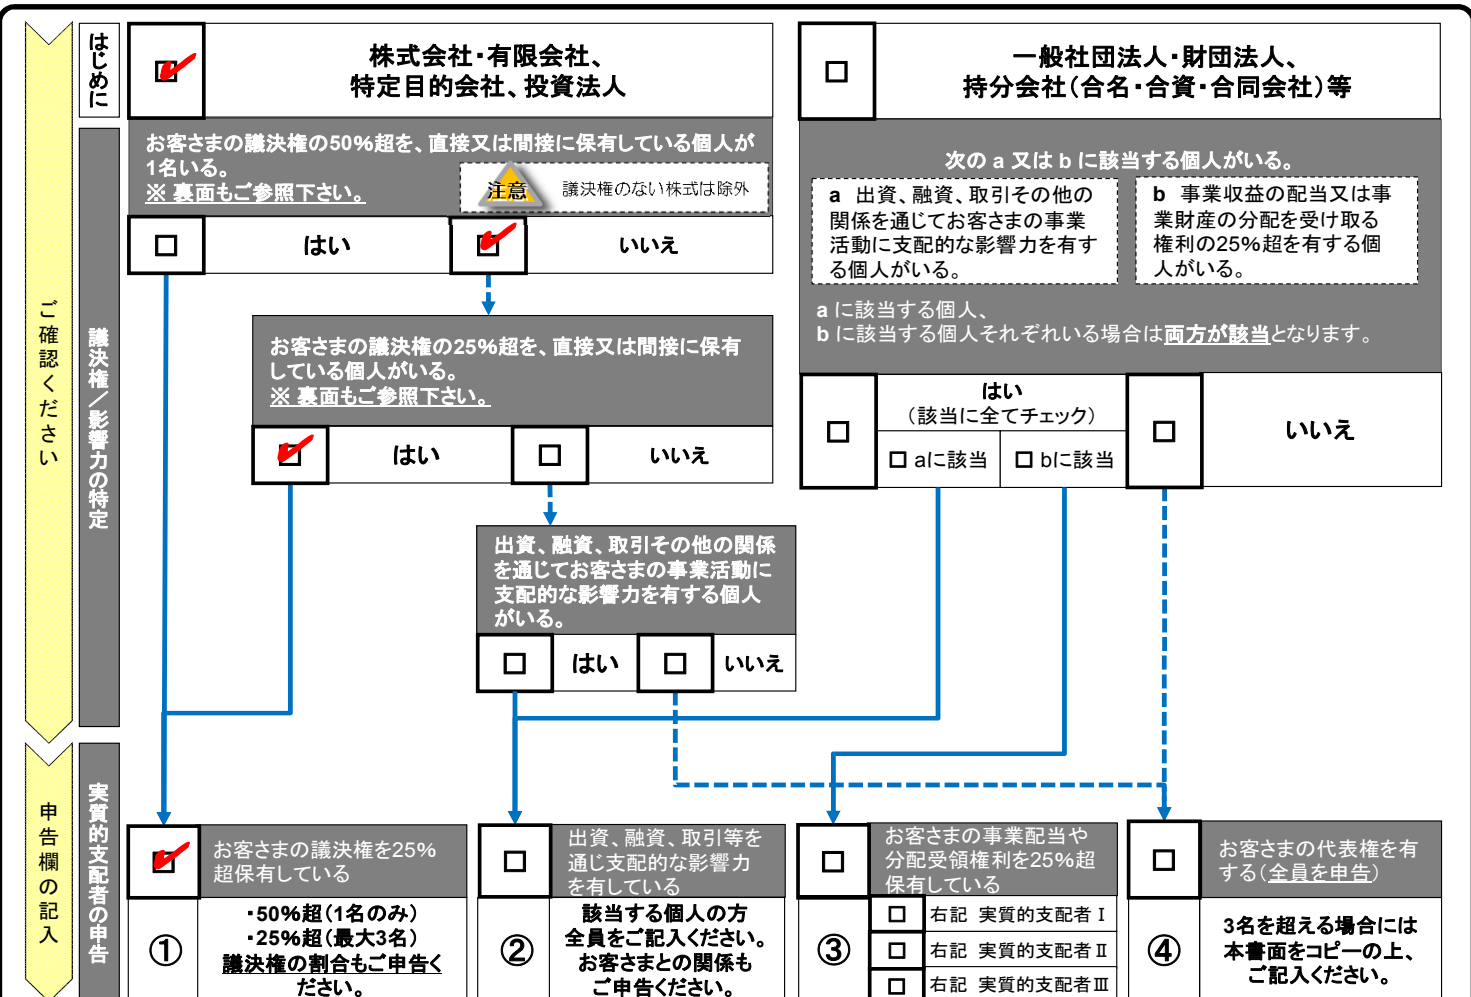 はじめに
株式会社・有限会社、
特定目的会社、投資法人
一般社団法人・財団法人、
持分会社(合名・合資・合同会社)等
ご確認ください
議決権/影響力の特定
お客さまの議決権の50%超を、直接又は間接に保有している個人が
1名いる。
※ 裏面もご参照下さい。
注意
議決権のない株式は除外
はい
いいえ
お客さまの議決権の25%超を、直接又は間接に保有
している個人がいる。
※ 裏面もご参照下さい。
はい
いいえ
出資、融資、取引その他の関係
を通じてお客さまの事業活動に
支配的な影響力を有する個人
がいる。
はい
いいえ
次の a 又は b に該当する個人がいる。
a 出資、融資、取引その他の
関係を通じてお客さまの事業
活動に支配的な影響力を有す
る個人がいる。
b 事業収益の配当又は事
業財産の分配を受け取る
権利の25%超を有する個
人がいる。
a に該当する個人、
b に該当する個人それぞれいる場合は両方が該当となります。
はい
(該当に全てチェック)
aに該当
bに該当
いいえ
申告欄の記入
実質的支配者の申告
お客さまの議決権を25%
超保有している
①
・50%超(1名のみ)
・25%超(最大3名)
議決権の割合もご申告く
ださい。
出資、融資、取引等を
通じ支配的な影響力
を有している
②
該当する個人の方
全員をご記入ください。
お客さまとの関係も
ご申告ください。
お客さまの事業配当や
分配受領権利を25%超
保有している
③
右記 実質的支配者Ⅰ
右記 実質的支配者Ⅱ
右記 実質的支配者Ⅲ
お客さまの代表権を有
する(全員を申告)
④
3名を超える場合には
本書面をコピーの上、
ご記入ください。